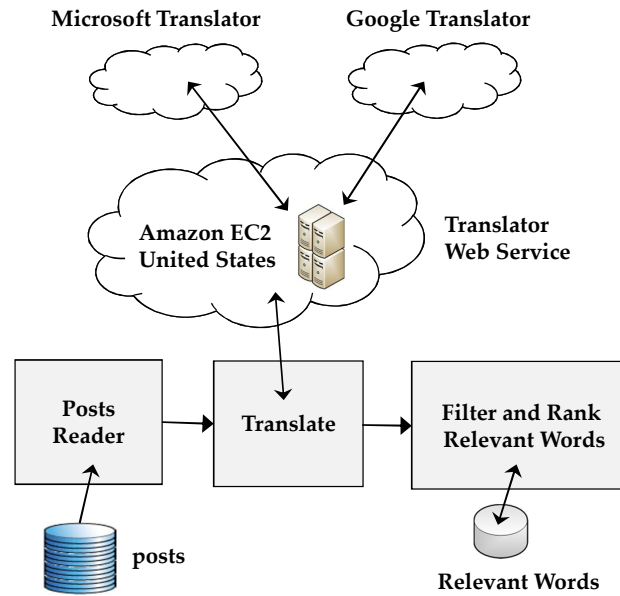 Microsoft Translator
Google Translator
Amazon EC2
United States
Translator
Web Service
Posts
Reader
Translate
Filter and Rank
Relevant Words
posts
Relevant Words